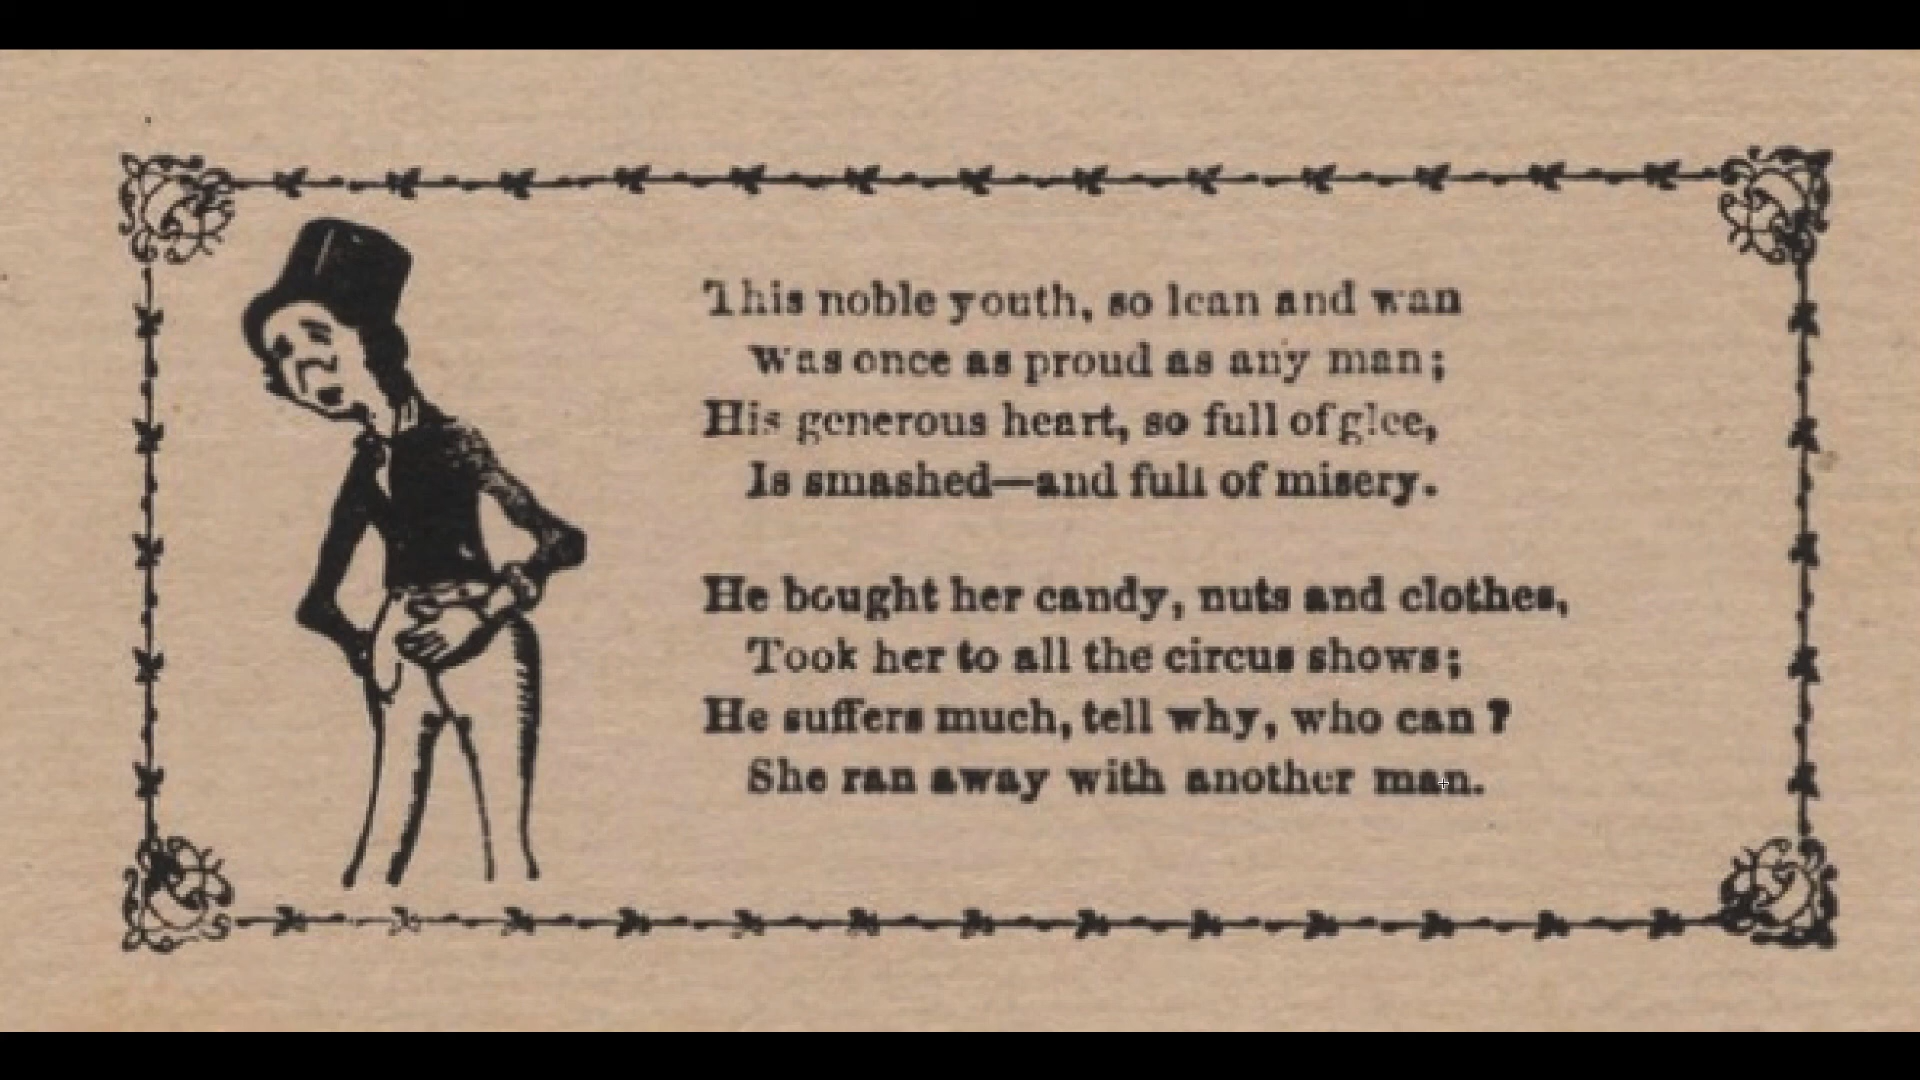 This noble youth, so lean and wan
Was once as proud as any man;
His generous heart, so full of glee,
Is smashed—and full of misery.
He bought her candy, nuts and clothes,
Took her to all the circus shows;
He suffers much, tell why, who can?
She ran away with another man.